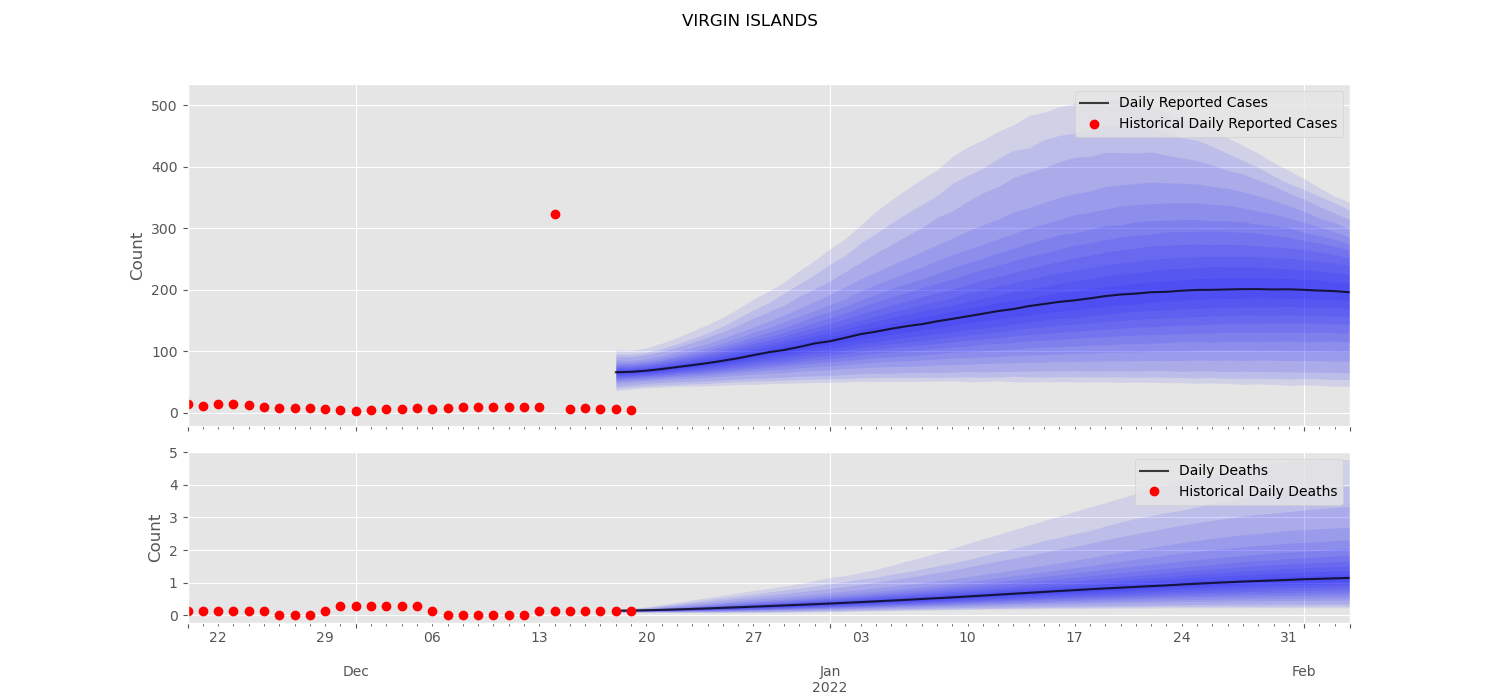 VIRGIN ISLANDS
500
400
300
200
100
0
Count
Daily Reported Cases
Historical Daily Reported Cases
5
4
3
2
1
0
Count
Daily Deaths
Historical Daily Deaths
22 29 06 13 20 27 03 10 17 24 31
Dec Jan Feb
2022